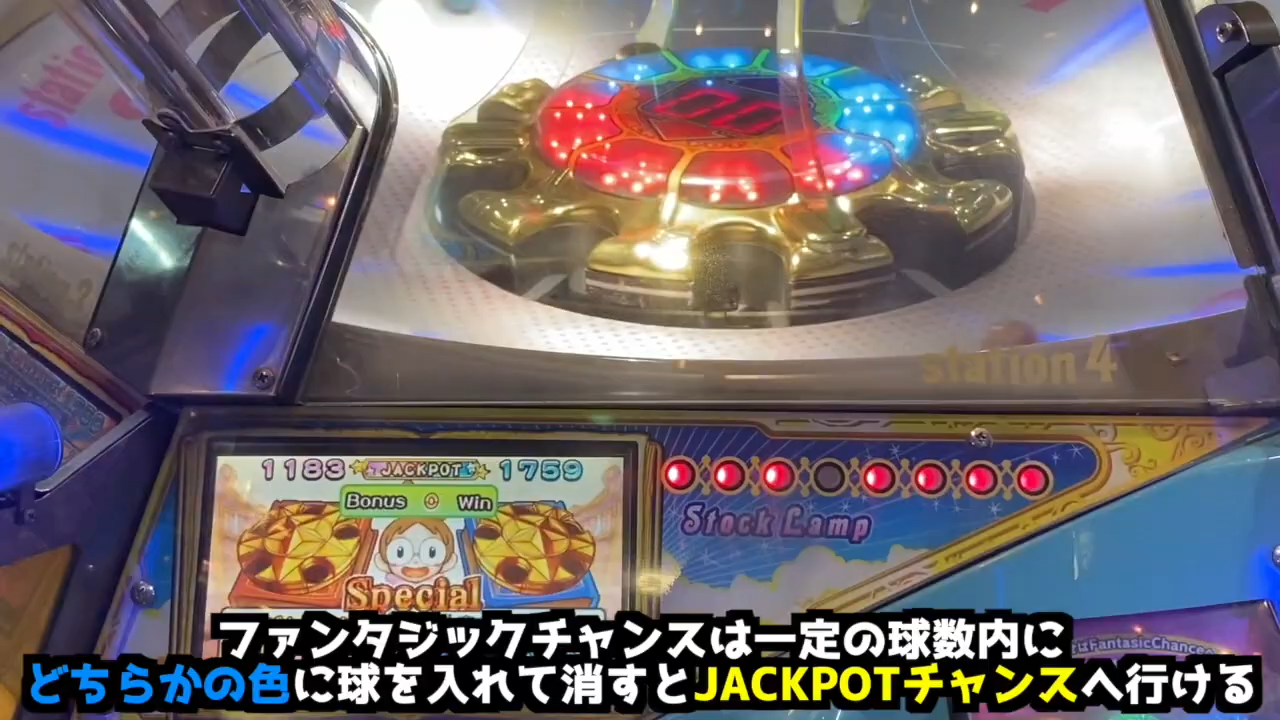 station
station 4
1183 JACKPOT 1759
Bonus 0 Win
Special
Stock Lamp
FantasicChance
ファンタジックチャンスは一定の球数内に
どちらかの色に球を入れて消すとJACKPOTチャンスへ行ける